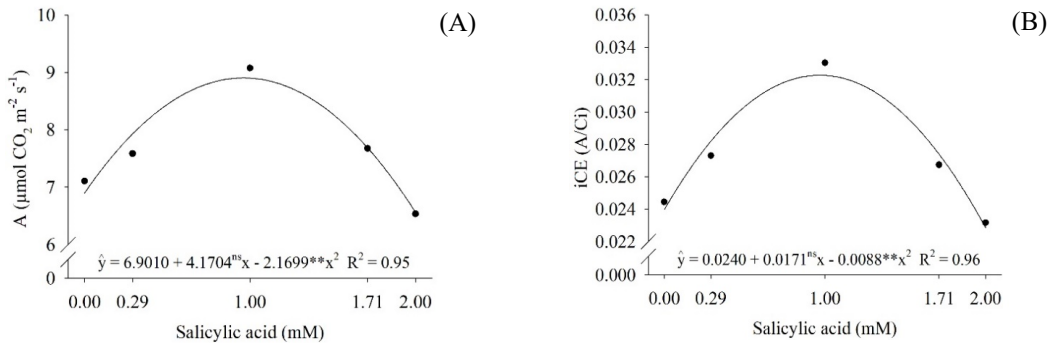 (A)
10
9
8
7
6
0
A (µmol CO₂ m⁻² s⁻¹)
ŷ = 6.9010 + 4.1704ⁿˢx - 2.1699**x² R² = 0.95
0.00 0.29 1.00 1.71 2.00
Salicylic acid (mM)
(B)
0.036
0.034
0.032
0.030
0.028
0.026
0.024
0.022
0.000
iCE (A/Ci)
ŷ = 0.0240 + 0.0171ⁿˢx - 0.0088**x² R² = 0.96
0.00 0.29 1.00 1.71 2.00
Salicylic acid (mM)